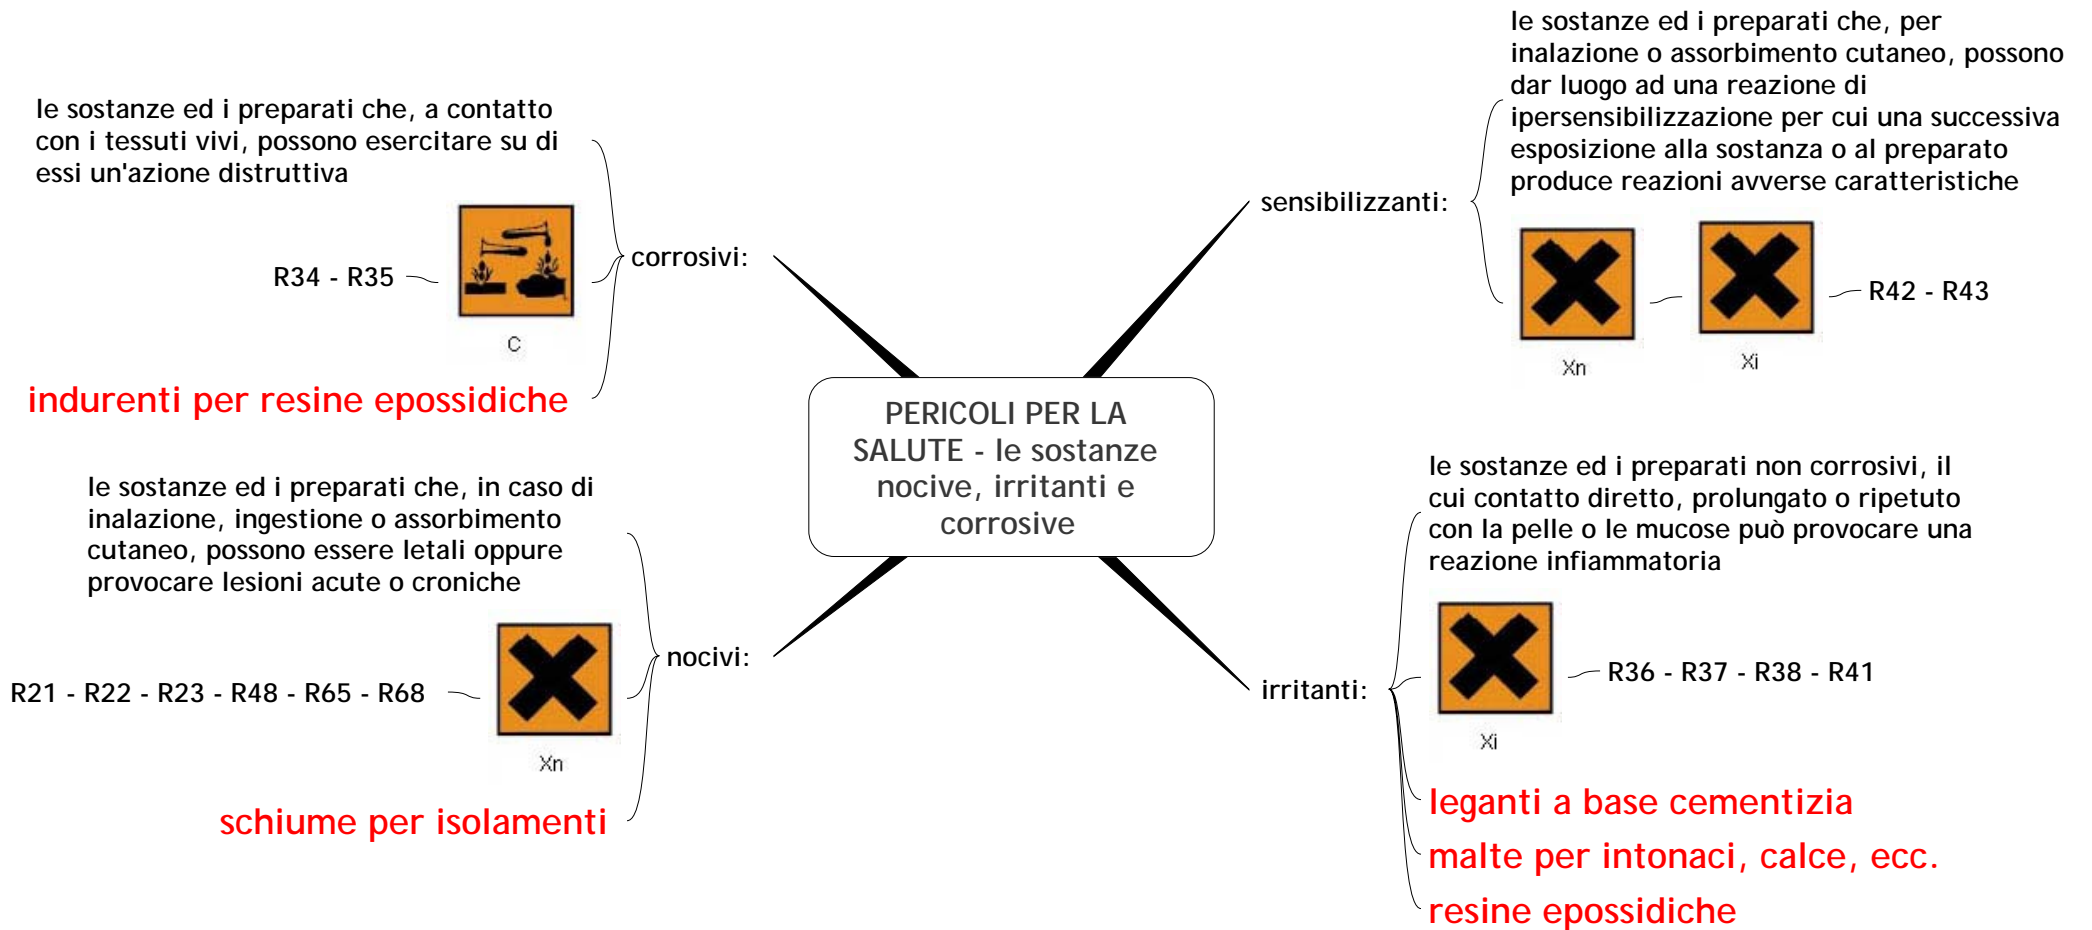 le sostanze ed i preparati che, a contatto
con i tessuti vivi, possono esercitare su di
essi un'azione distruttiva
R34 - R35
C
corrosivi:
indurenti per resine epossidiche
le sostanze ed i preparati che, in caso di
inalazione, ingestione o assorbimento
cutaneo, possono essere letali oppure
provocare lesioni acute o croniche
R21 - R22 - R23 - R48 - R65 - R68
Xn
nocivi:
schiume per isolamenti
PERICOLI PER LA
SALUTE - le sostanze
nocive, irritanti e
corrosive
sensibilizzanti:
le sostanze ed i preparati che, per
inalazione o assorbimento cutaneo, possono
dar luogo ad una reazione di
ipersensibilizzazione per cui una successiva
esposizione alla sostanza o al preparato
produce reazioni avverse caratteristiche
Xn
Xi
R42 - R43
irritanti:
le sostanze ed i preparati non corrosivi, il
cui contatto diretto, prolungato o ripetuto
con la pelle o le mucose può provocare una
reazione infiammatoria
Xi
R36 - R37 - R38 - R41
leganti a base cementizia
malte per intonaci, calce, ecc.
resine epossidiche